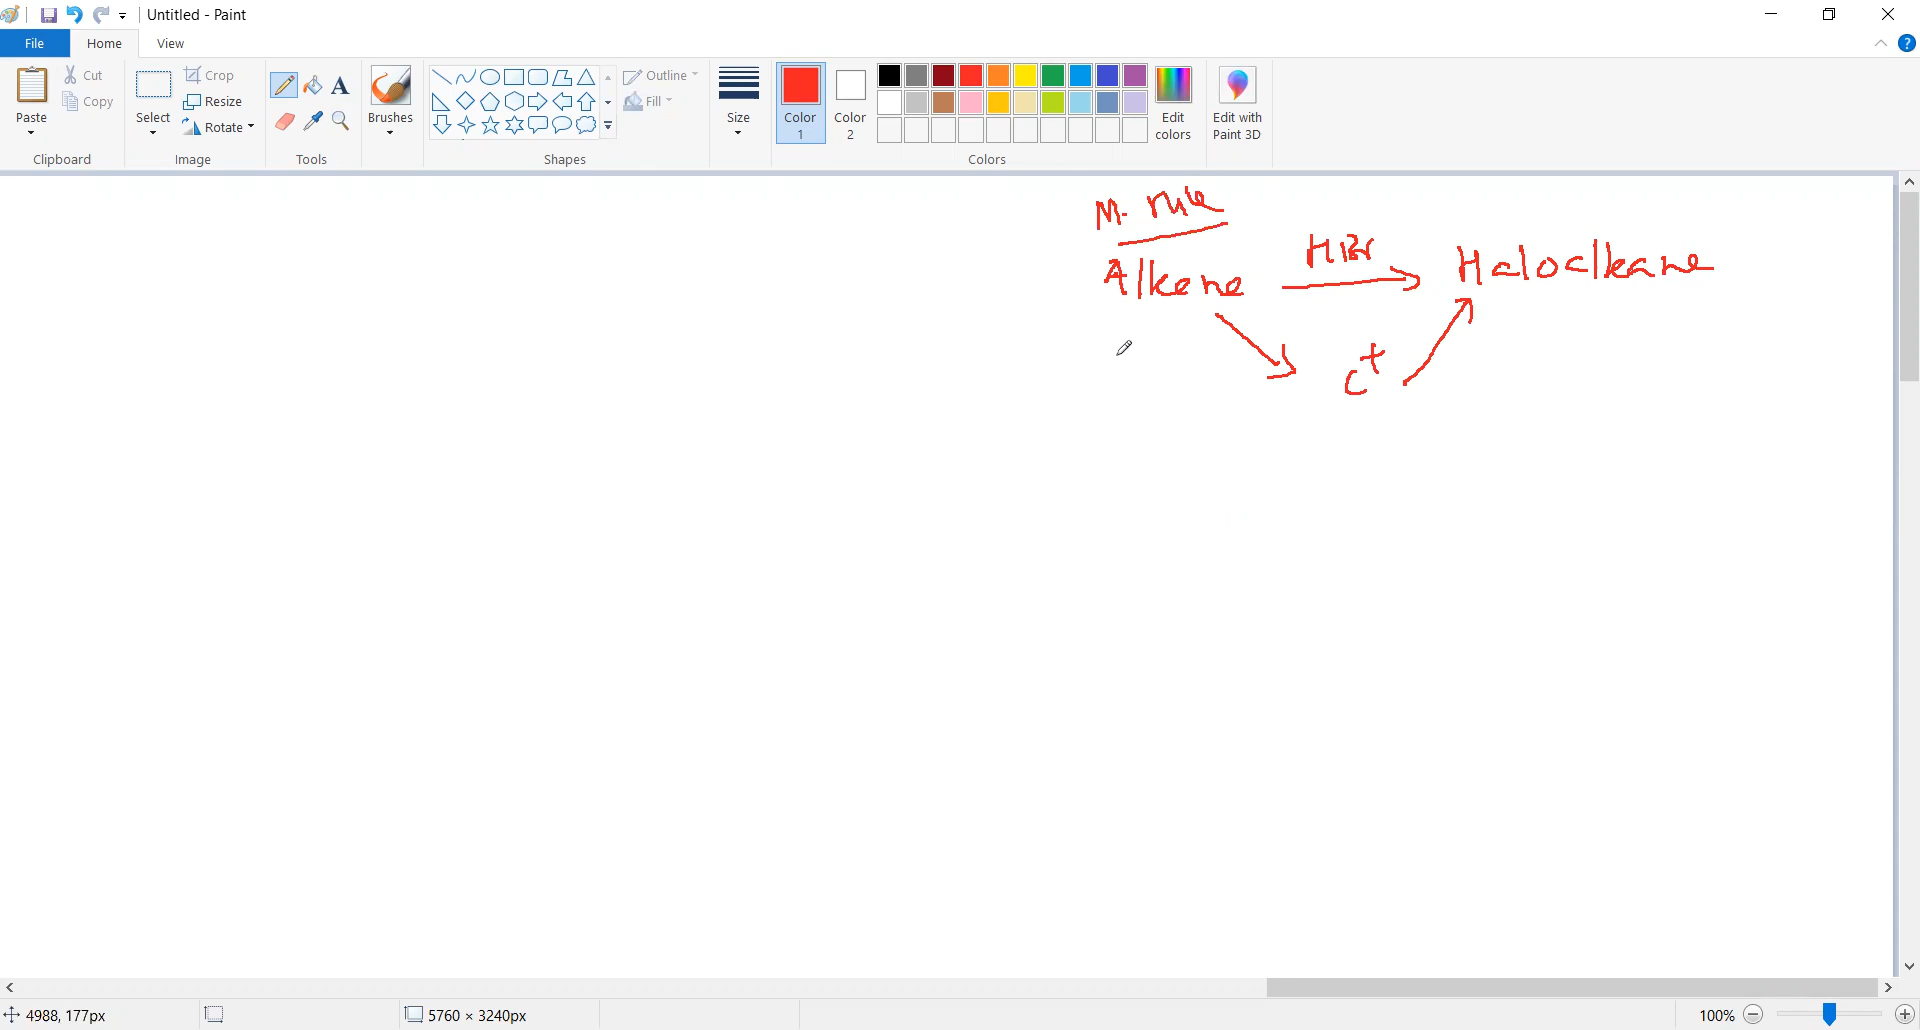 Untitled - Paint
File Home View
Paste
Cut
Copy
Clipboard
Select
Crop
Resize
Rotate
Image
Tools
Brushes
Outline
Fill
Shapes
Size
Color 1
Color 2
Colors
Edit colors
Edit with Paint 3D
M. Rule
Alkene HBr Haloalkane
C+
4988, 177px 5760 × 3240px 100%